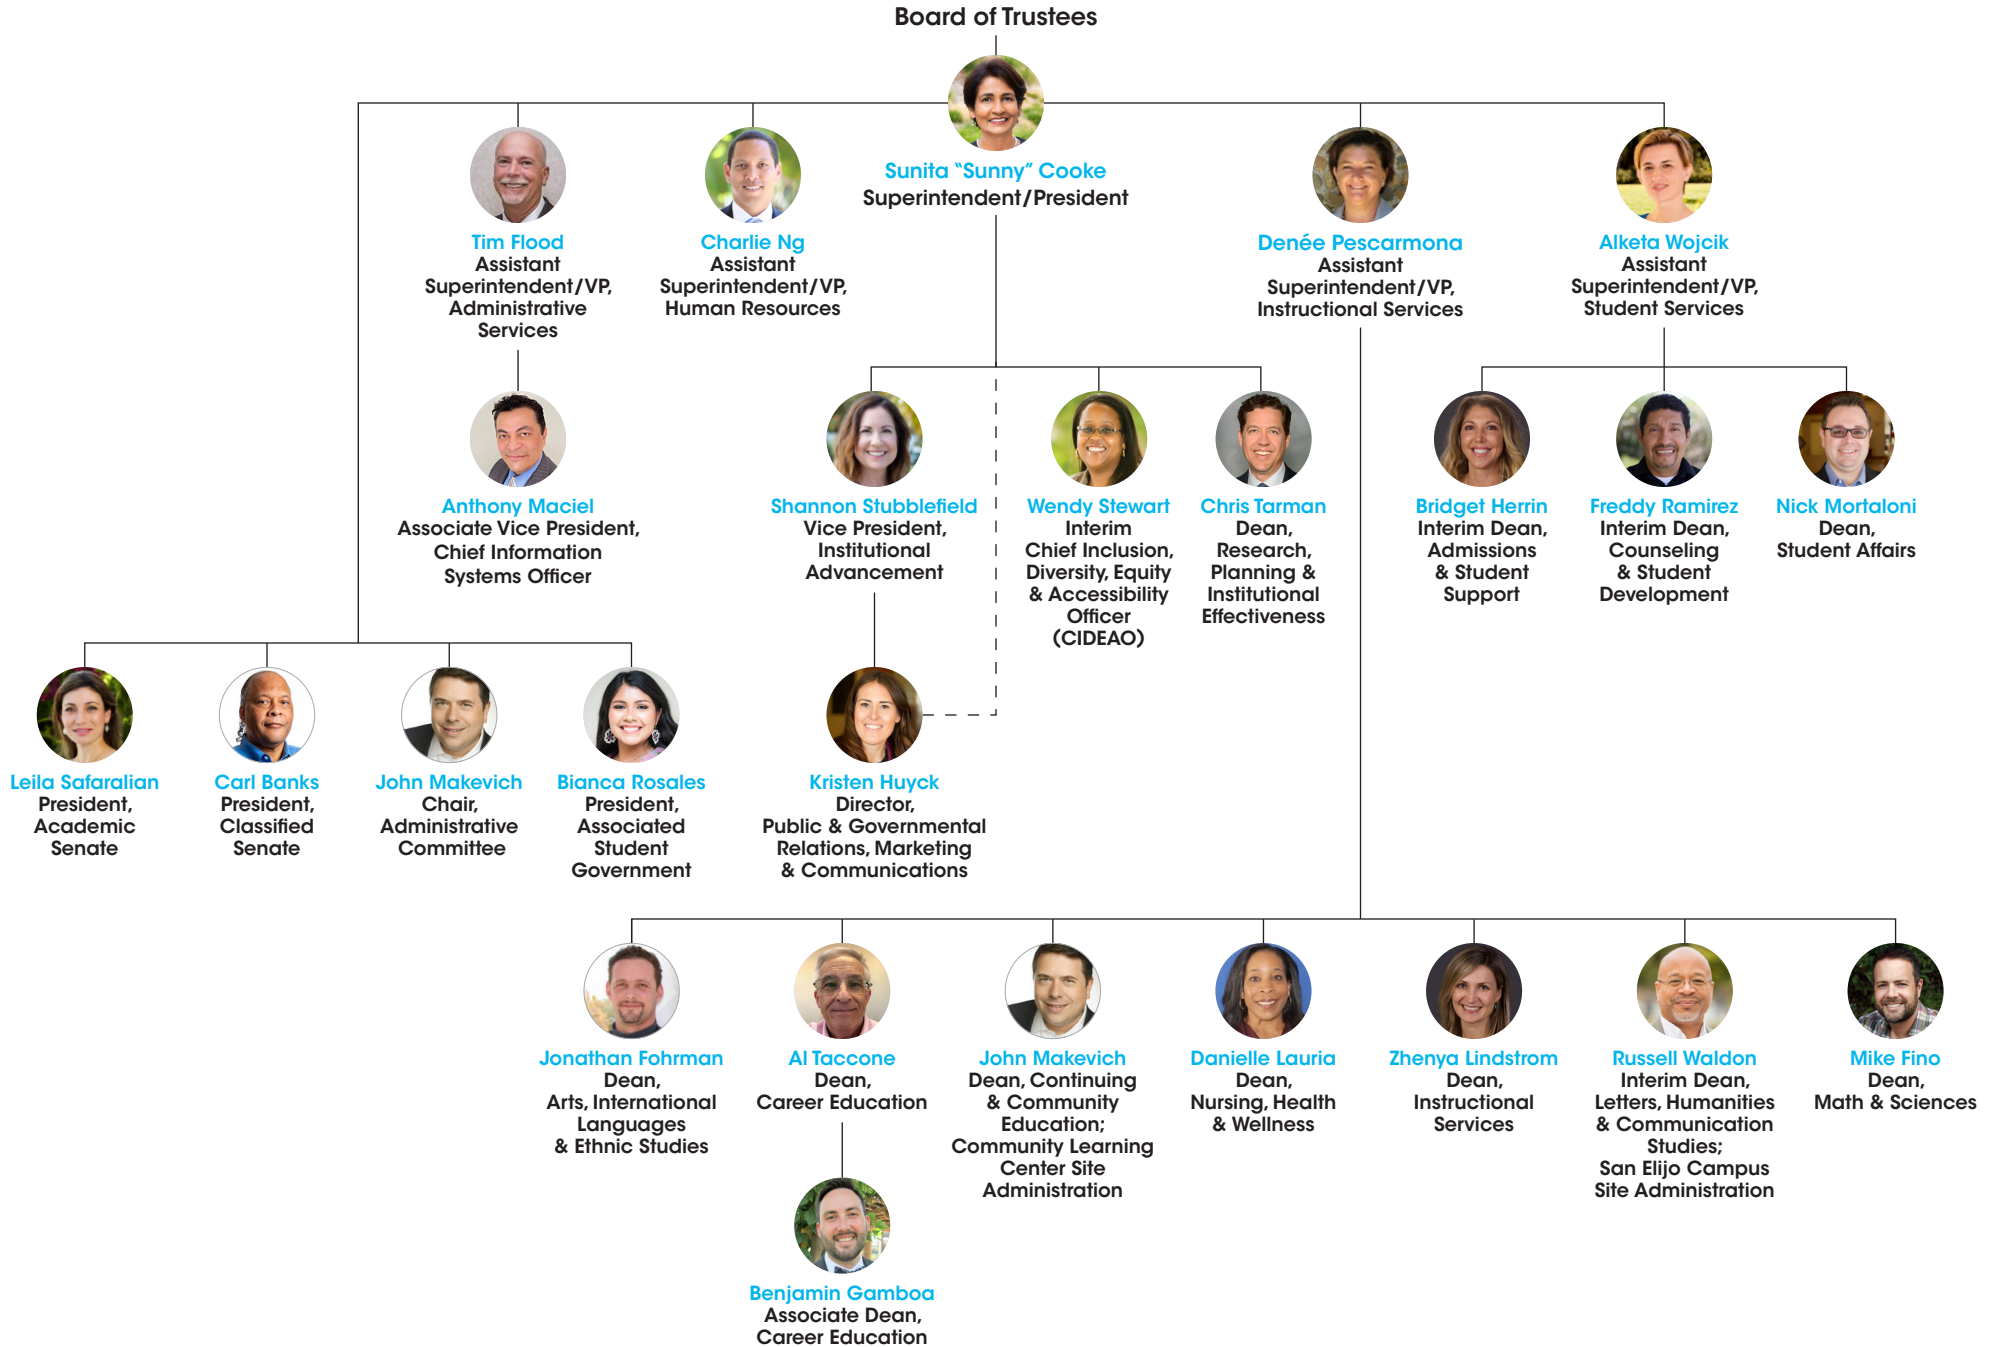 Board of Trustees
Sunita “Sunny” Cooke
Superintendent/President
Tim Flood
Assistant
Superintendent/VP,
Administrative
Services
Charlie Ng
Assistant
Superintendent/VP,
Human Resources
Denée Pescarmona
Assistant
Superintendent/VP,
Instructional Services
Alketa Wojcik
Assistant
Superintendent/VP,
Student Services
Anthony Maciel
Associate Vice President,
Chief Information
Systems Officer
Shannon Stubblefield
Vice President,
Institutional
Advancement
Wendy Stewart
Interim
Chief Inclusion,
Diversity, Equity
& Accessibility
Officer
(CIDEAO)
Chris Tarman
Dean,
Research,
Planning &
Institutional
Effectiveness
Bridget Herrin
Interim Dean,
Admissions
& Student
Support
Freddy Ramirez
Interim Dean,
Counseling
& Student
Development
Nick Mortaloni
Dean,
Student Affairs
Leila Safaralian
President,
Academic
Senate
Carl Banks
President,
Classified
Senate
John Makevich
Chair,
Administrative
Committee
Bianca Rosales
President,
Associated
Student
Government
Kristen Huyck
Director,
Public & Governmental
Relations, Marketing
& Communications
Jonathan Fohrman
Dean,
Arts, International
Languages
& Ethnic Studies
Al Taccone
Dean,
Career Education
John Makevich
Dean, Continuing
& Community
Education;
Community Learning
Center Site
Administration
Danielle Lauria
Dean,
Nursing, Health
& Wellness
Zhenya Lindstrom
Dean,
Instructional
Services
Russell Waldon
Interim Dean,
Letters, Humanities
& Communication
Studies;
San Elijo Campus
Site Administration
Mike Fino
Dean,
Math & Sciences
Benjamin Gamboa
Associate Dean,
Career Education